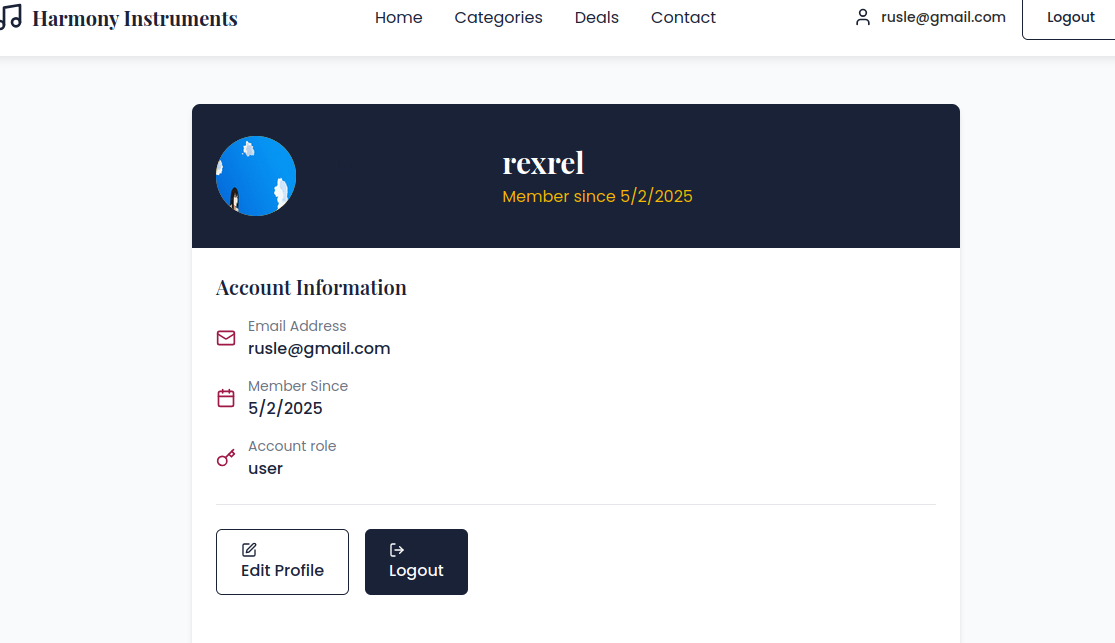 Harmony Instruments Home Categories Deals Contact rusle@gmail.com Logout
rexrel
Member since 5/2/2025
Account Information
Email Address
rusle@gmail.com
Member Since
5/2/2025
Account role
user
Edit Profile
Logout